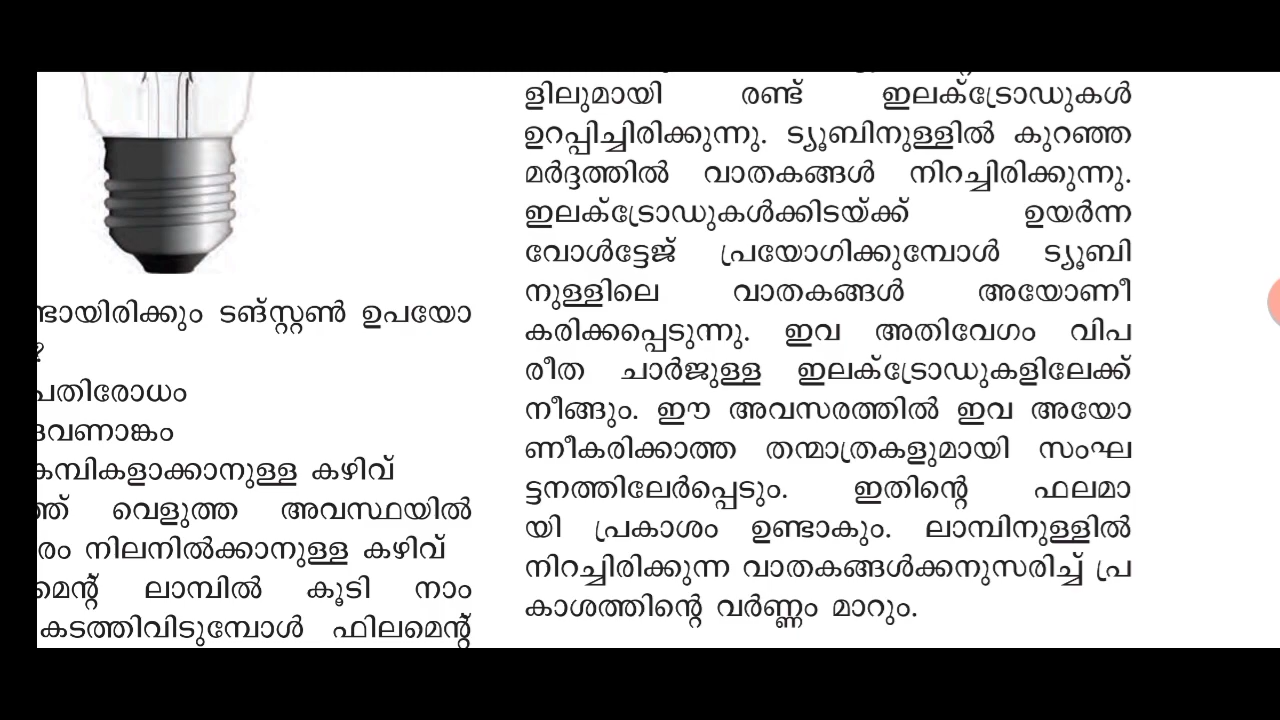 ണ്ടായിരിക്കും ടങ്സ്റ്റൺ ഉപയോ
കമ്പികളാക്കാനുള്ള കഴിവ്
വെളുത്ത അവസ്ഥയിൽ
നിലനിൽക്കാനുള്ള കഴിവ്
ലാമ്പിൽ കൂടി നാം
കടത്തിവിടുമ്പോൾ ഫിലമെന്റ്
ളിലുമായി രണ്ട് ഇലക്ട്രോഡുകൾ
ഉറപ്പിച്ചിരിക്കുന്നു. ട്യൂബിനുള്ളിൽ കുറഞ്ഞ
മർദ്ദത്തിൽ വാതകങ്ങൾ നിറച്ചിരിക്കുന്നു.
ഇലക്ട്രോഡുകൾക്കിടയ്ക്ക് ഉയർന്ന
വോൾട്ടേജ് പ്രയോഗിക്കുമ്പോൾ ട്യൂബി
നുള്ളിലെ വാതകങ്ങൾ അയോണീ
കരിക്കപ്പെടുന്നു. ഇവ അതിവേഗം വിപ
രീത ചാർജുള്ള ഇലക്ട്രോഡുകളിലേക്ക്
നീങ്ങും. ഈ അവസരത്തിൽ ഇവ അയോ
ണീകരിക്കാത്ത തന്മാത്രകളുമായി സംഘ
ട്ടനത്തിലേർപ്പെടും. ഇതിന്റെ ഫലമാ
യി പ്രകാശം ഉണ്ടാകും. ലാമ്പിനുള്ളിൽ
നിറച്ചിരിക്കുന്ന വാതകങ്ങൾക്കനുസരിച്ച് പ്ര
കാശത്തിന്റെ വർണ്ണം മാറും.